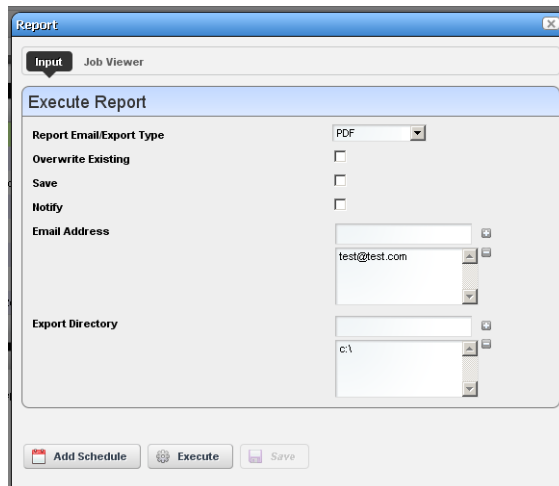 Report
Input Job Viewer
Execute Report
Report Email/Export Type PDF
Overwrite Existing
Save
Notify
Email Address
test@test.com
Export Directory
c:\
Add Schedule Execute Save